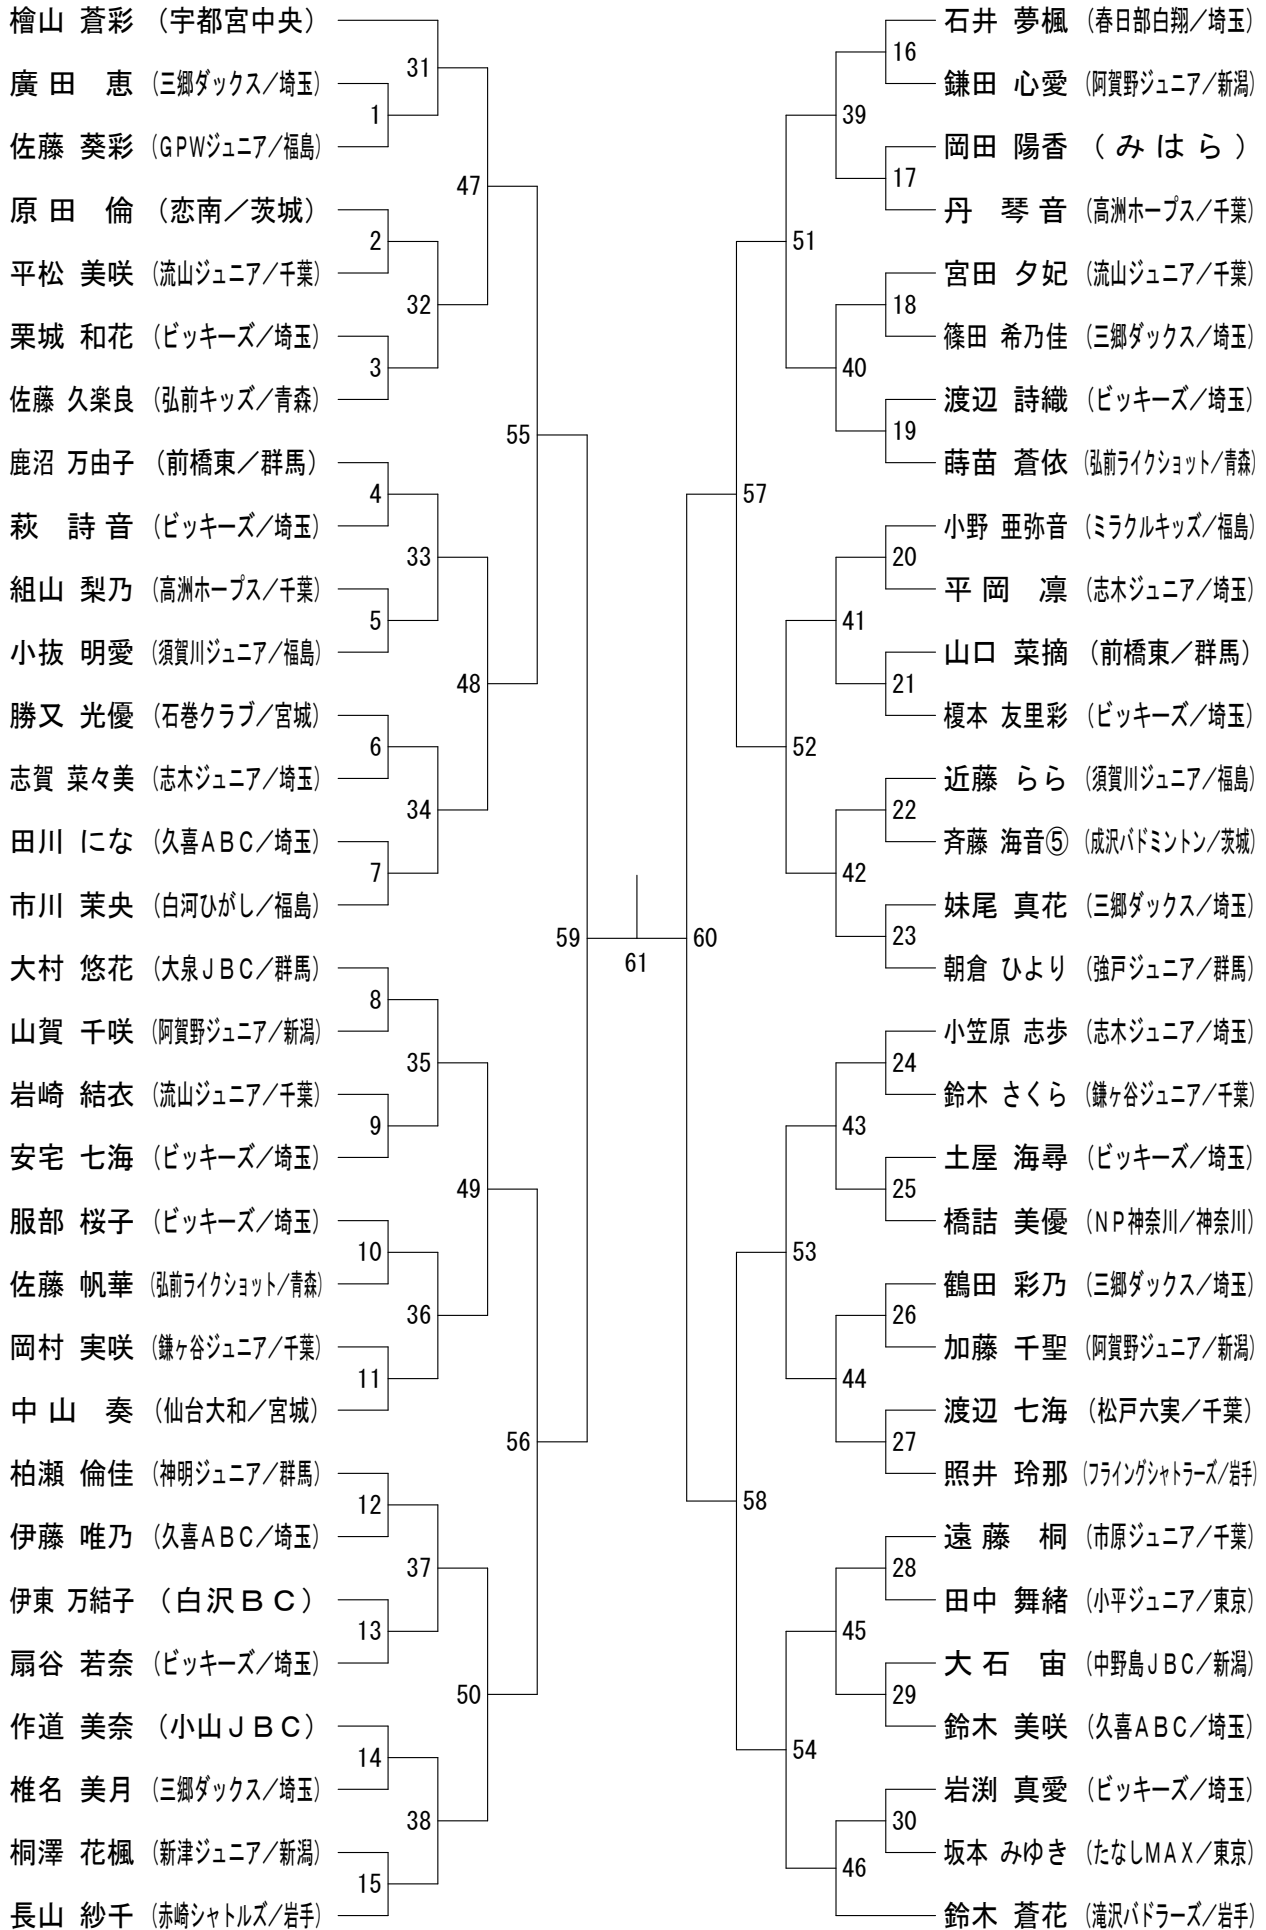 檜山 蒼彩 (宇都宮中央)
廣田 恵 (三郷ダックス/埼玉)
佐藤 葵彩 (GPWジュニア/福島)
原田 倫 (恋南/茨城)
平松 美咲 (流山ジュニア/千葉)
栗城 和花 (ビッキーズ/埼玉)
佐藤 久楽良 (弘前キッズ/青森)
鹿沼 万由子 (前橋東/群馬)
萩 詩音 (ビッキーズ/埼玉)
組山 梨乃 (高洲ホープス/千葉)
小抜 明愛 (須賀川ジュニア/福島)
勝又 光優 (石巻クラブ/宮城)
志賀 菜々美 (志木ジュニア/埼玉)
田川 にな (久喜ABC/埼玉)
市川 茉央 (白河ひがし/福島)
大村 悠花 (大泉JBC/群馬)
山賀 千咲 (阿賀野ジュニア/新潟)
岩崎 結衣 (流山ジュニア/千葉)
安宅 七海 (ビッキーズ/埼玉)
服部 桜子 (ビッキーズ/埼玉)
佐藤 帆華 (弘前ライクショット/青森)
岡村 実咲 (鎌ヶ谷ジュニア/千葉)
中山 奏 (仙台大和/宮城)
柏瀬 倫佳 (神明ジュニア/群馬)
伊藤 唯乃 (久喜ABC/埼玉)
伊東 万結子 (白沢BC)
扇谷 若奈 (ビッキーズ/埼玉)
作道 美奈 (小山JBC)
椎名 美月 (三郷ダックス/埼玉)
桐澤 花楓 (新津ジュニア/新潟)
長山 紗千 (赤崎シャトルズ/岩手)
1
2
3
4
5
6
7
8
9
10
11
12
13
14
15
31
32
33
34
35
36
37
38
47
48
49
50
55
56
59
61
60
57
58
51
52
53
54
39
40
41
42
43
44
45
46
16
17
18
19
20
21
22
23
24
25
26
27
28
29
30
石井 夢楓 (春日部白翔/埼玉)
鎌田 心愛 (阿賀野ジュニア/新潟)
岡田 陽香 (みはら)
丹 琴音 (高洲ホープス/千葉)
宮田 夕妃 (流山ジュニア/千葉)
篠田 希乃佳 (三郷ダックス/埼玉)
渡辺 詩織 (ビッキーズ/埼玉)
蒔苗 蒼依 (弘前ライクショット/青森)
小野 亜弥音 (ミラクルキッズ/福島)
平岡 凛 (志木ジュニア/埼玉)
山口 菜摘 (前橋東/群馬)
榎本 友里彩 (ビッキーズ/埼玉)
近藤 らら (須賀川ジュニア/福島)
斉藤 海音⑤ (成沢バドミントン/茨城)
妹尾 真花 (三郷ダックス/埼玉)
朝倉 ひより (強戸ジュニア/群馬)
小笠原 志歩 (志木ジュニア/埼玉)
鈴木 さくら (鎌ヶ谷ジュニア/千葉)
土屋 海尋 (ビッキーズ/埼玉)
橋詰 美優 (NP神奈川/神奈川)
鶴田 彩乃 (三郷ダックス/埼玉)
加藤 千聖 (阿賀野ジュニア/新潟)
渡辺 七海 (松戸六実/千葉)
照井 玲那 (フライングシャトラーズ/岩手)
遠藤 桐 (市原ジュニア/千葉)
田中 舞緒 (小平ジュニア/東京)
大石 宙 (中野島JBC/新潟)
鈴木 美咲 (久喜ABC/埼玉)
岩渕 真愛 (ビッキーズ/埼玉)
坂本 みゆき (たなしMAX/東京)
鈴木 蒼花 (滝沢バドラーズ/岩手)